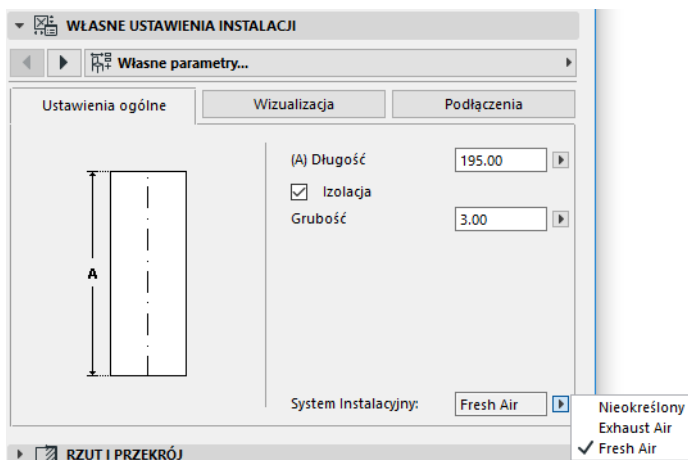 WŁASNE USTAWIENIA INSTALACJI
Własne parametry...
Ustawienia ogólne Wizualizacja Podłączenia
(A) Długość 195.00
Izolacja
Grubość 3.00
A
System Instalacyjny: Fresh Air
Nieokreślony
Exhaust Air
Fresh Air
RZUT I PRZEKRÓJ